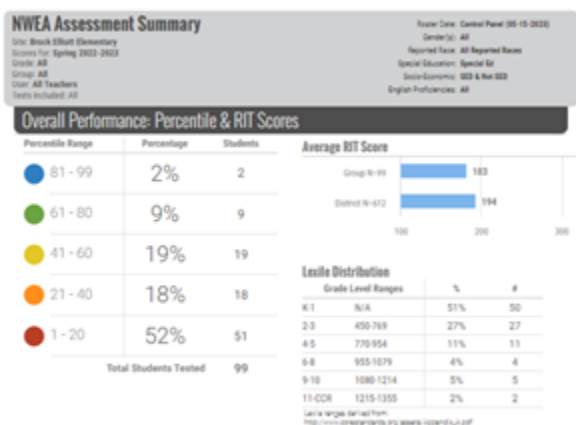 NWEA Assessment Summary
Site: Brock Elliott Elementary
Scores for: Spring 2022-2023
Grade: All
Group: All
User: All Teachers
Tests Included: All
Roster Date: Control Panel (05-15-2023)
Gender(s): All
Reported Race: All Reported Races
Special Education: Special Ed
Socio-Economic: SED & Not SED
English Proficiencies: All
Overall Performance: Percentile & RIT Scores
Percentile Range Percentage Students
81 - 99 2% 2
61 - 80 9% 9
41 - 60 19% 19
21 - 40 18% 18
1 - 20 52% 51
Total Students Tested 99
Average RIT Score
Group N-99 183
District N-612 194
100 200 300
Lexile Distribution
Grade Level Ranges % #
K-1 N/A 51% 50
2-3 450-769 27% 27
4-5 770-954 11% 11
6-8 955-1079 4% 4
9-10 1080-1214 5% 5
11-CCR 1215-1355 2% 2
Lexile ranges derived from: